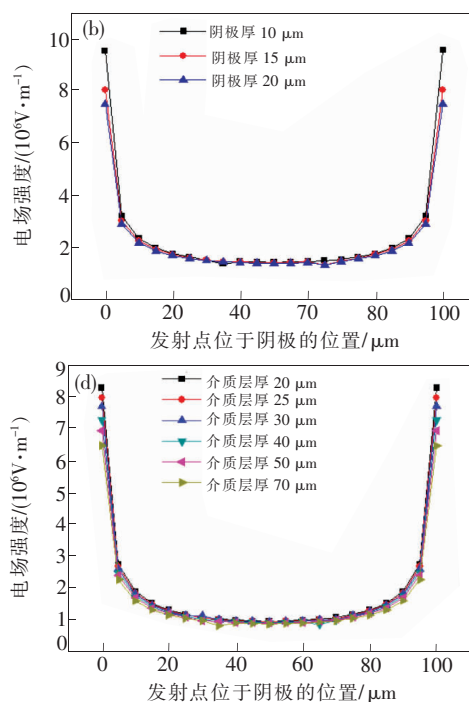 (b)
阴极厚 10 μm
阴极厚 15 μm
阴极厚 20 μm
电场强度/(10⁶V·m⁻¹)
10
8
6
4
2
0
0 20 40 60 80 100
发射点位于阴极的位置/μm
(d)
介质层厚 20 μm
介质层厚 25 μm
介质层厚 30 μm
介质层厚 40 μm
介质层厚 50 μm
介质层厚 70 μm
电场强度/(10⁶V·m⁻¹)
9
8
7
6
5
4
3
2
1
0
0 20 40 60 80 100
发射点位于阴极的位置/μm